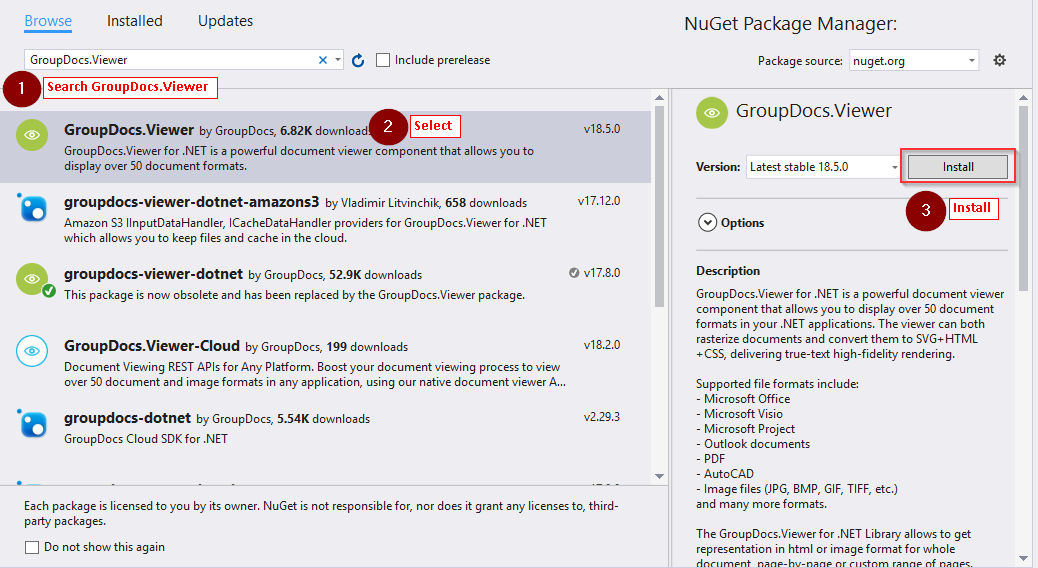 Browse Installed Updates
NuGet Package Manager:
GroupDocs.Viewer
Include prerelease
Package source: nuget.org
1 Search GroupDocs.Viewer
GroupDocs.Viewer by GroupDocs, 6.82K downloads
v18.5.0
2 Select
GroupDocs.Viewer for .NET is a powerful document viewer component that allows you to
display over 50 document formats.
groupdocs-viewer-dotnet-amazons3 by Vladimir Litvinchik, 658 downloads
v17.12.0
Amazon S3 IInputDataHandler, ICacheDataHandler providers for GroupDocs.Viewer for .NET
which allows you to keep files and cache in the cloud.
groupdocs-viewer-dotnet by GroupDocs, 52.9K downloads
v17.8.0
This package is now obsolete and has been replaced by the GroupDocs.Viewer package.
GroupDocs.Viewer-Cloud by GroupDocs, 199 downloads
v18.2.0
Document Viewing REST APIs for Any Platform. Boost your document viewing process to view
over 50 document and image formats in any application, using our native document viewer A...
groupdocs-dotnet by GroupDocs, 5.54K downloads
v2.29.3
GroupDocs Cloud SDK for .NET
Each package is licensed to you by its owner. NuGet is not responsible for, nor does it grant any licenses to, third-
party packages.
Do not show this again
GroupDocs.Viewer
Version: Latest stable 18.5.0
Install
3 Install
Options
Description
GroupDocs.Viewer for .NET is a powerful document viewer
component that allows you to display over 50 document
formats in your .NET applications. The viewer can both
rasterize documents and convert them to SVG+HTML
+CSS, delivering true-text high-fidelity rendering.
Supported file formats include:
- Microsoft Office
- Microsoft Visio
- Microsoft Project
- Outlook documents
- PDF
- AutoCAD
- Image files (JPG, BMP, GIF, TIFF, etc.)
and many more formats.
The GroupDocs.Viewer for .NET Library allows to get
representation in html or image format for whole
document, page-by-page or custom range of pages.